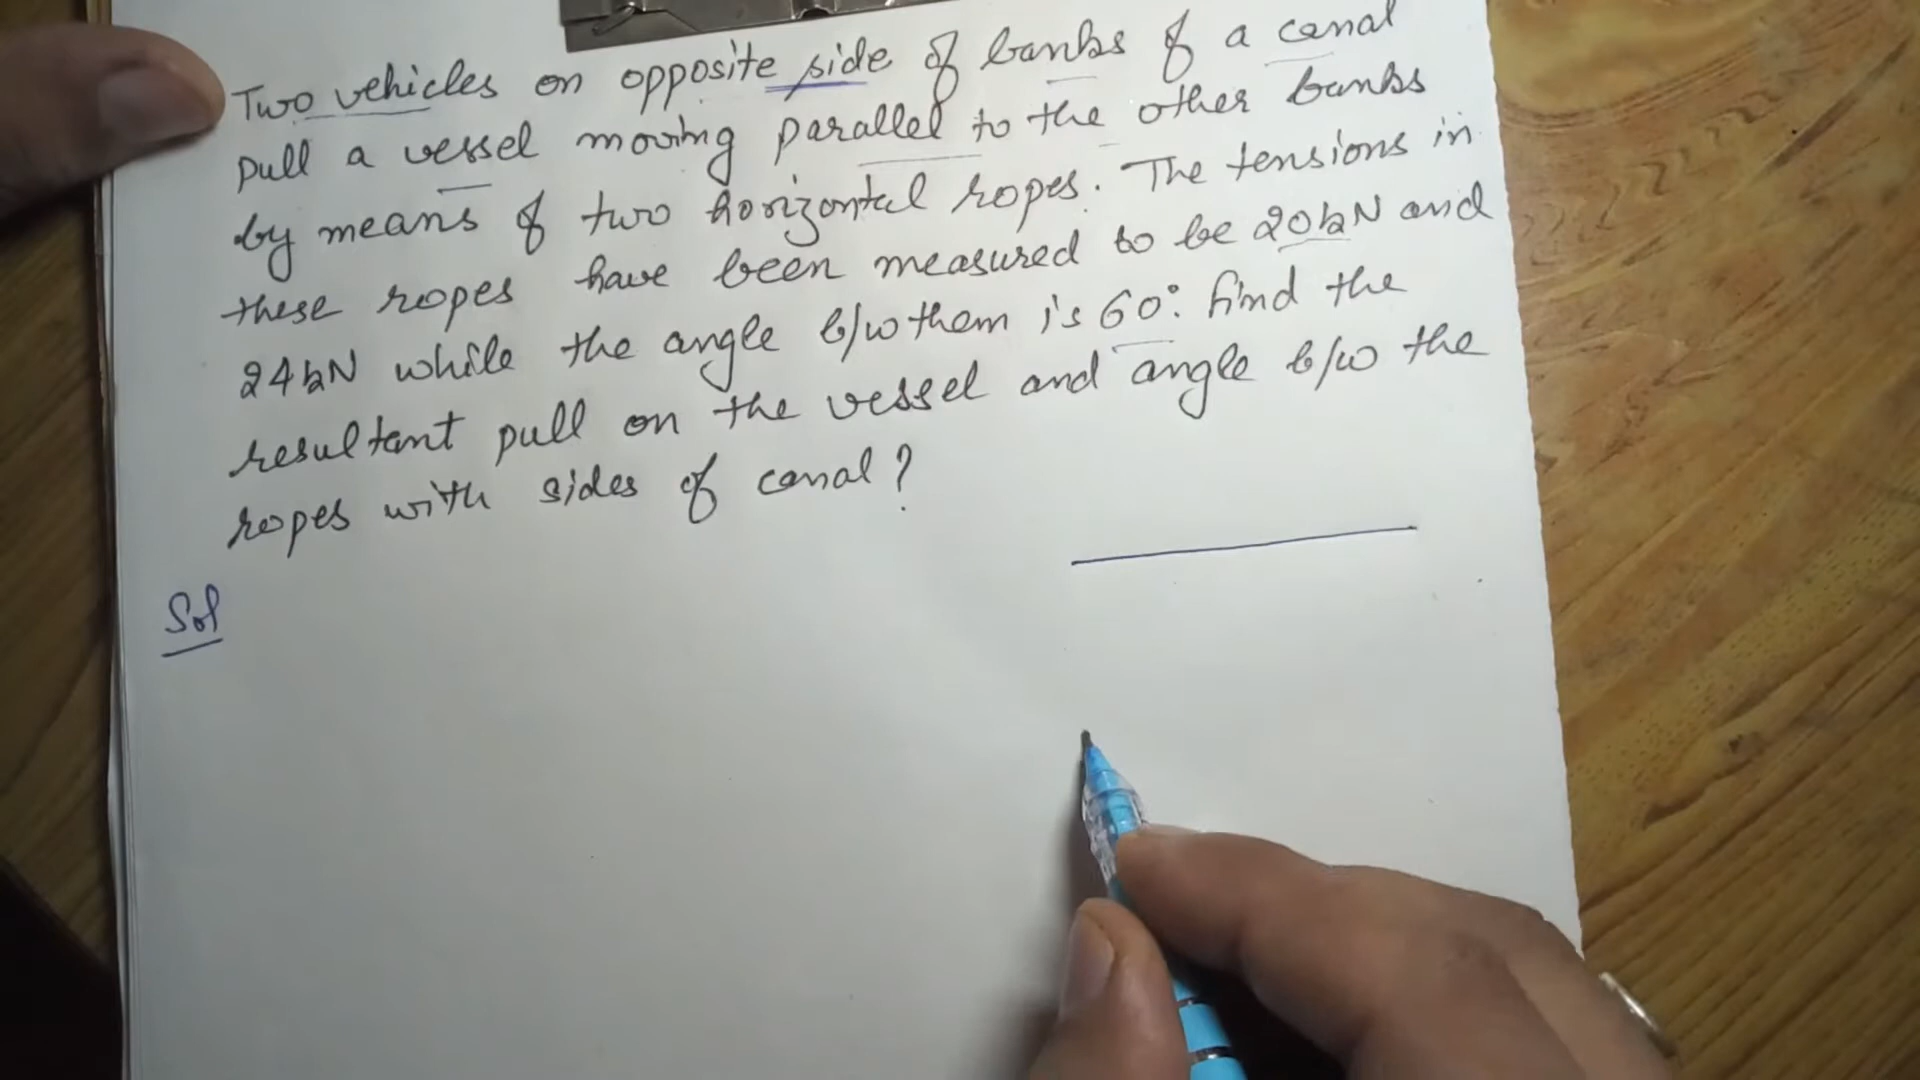 Two vehicles on opposite side of banks of a canal
pull a vessel moving parallel to the other banks
by means of two horizontal ropes. The tensions in
these ropes have been measured to be 20kN and
24kN while the angle b/w them is 60°. find the
resultant pull on the vessel and angle b/w the
ropes with sides of canal?
Sol